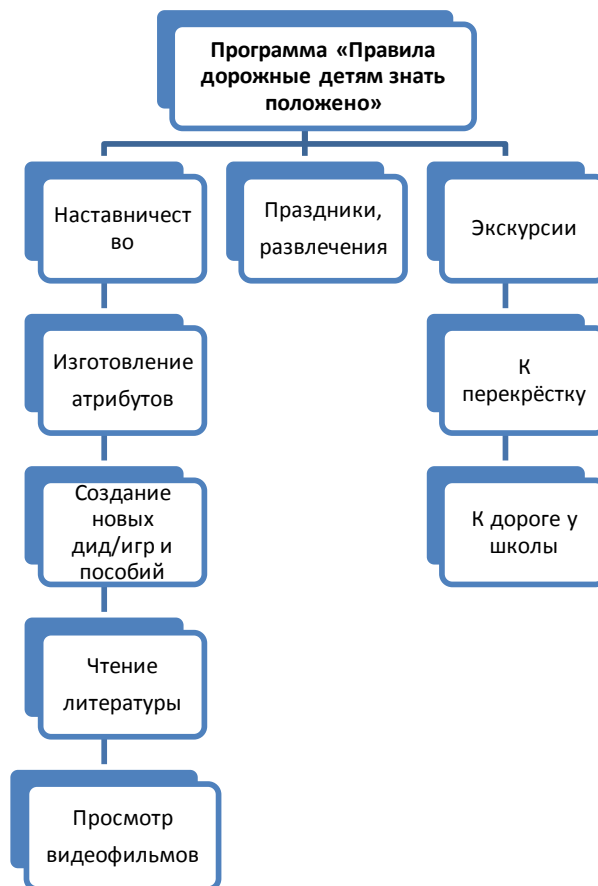 Программа «Правила
дорожные детям знать
положено»
Наставничест
во
Праздники,
развлечения
Экскурсии
Изготовление
атрибутов
К
перекрёстку
Создание
новых
дид/игр и
пособий
К дороге у
школы
Чтение
литературы
Просмотр
видеофильмов